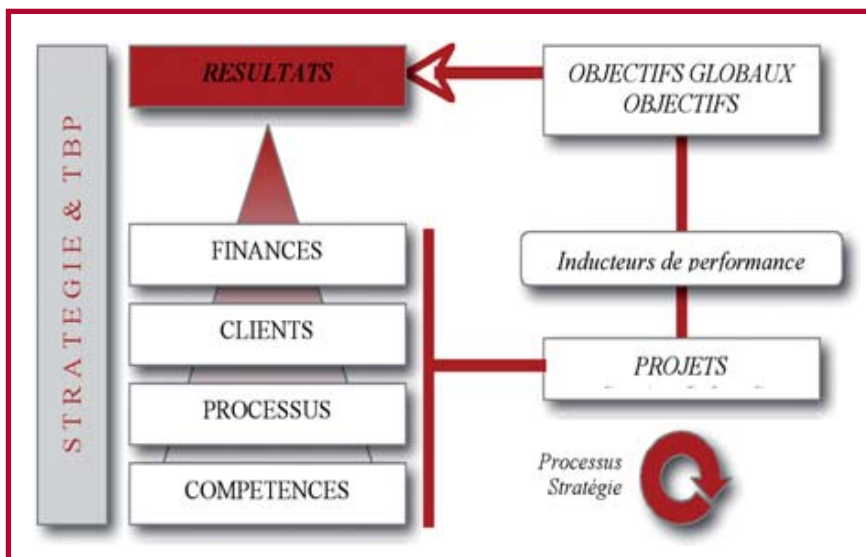 STRATEGIE & TBP
RESULTATS
OBJECTIFS GLOBAUX
OBJECTIFS
FINANCES
Inducteurs de performance
CLIENTS
PROJETS
PROCESSUS
COMPETENCES
Processus
Stratégie